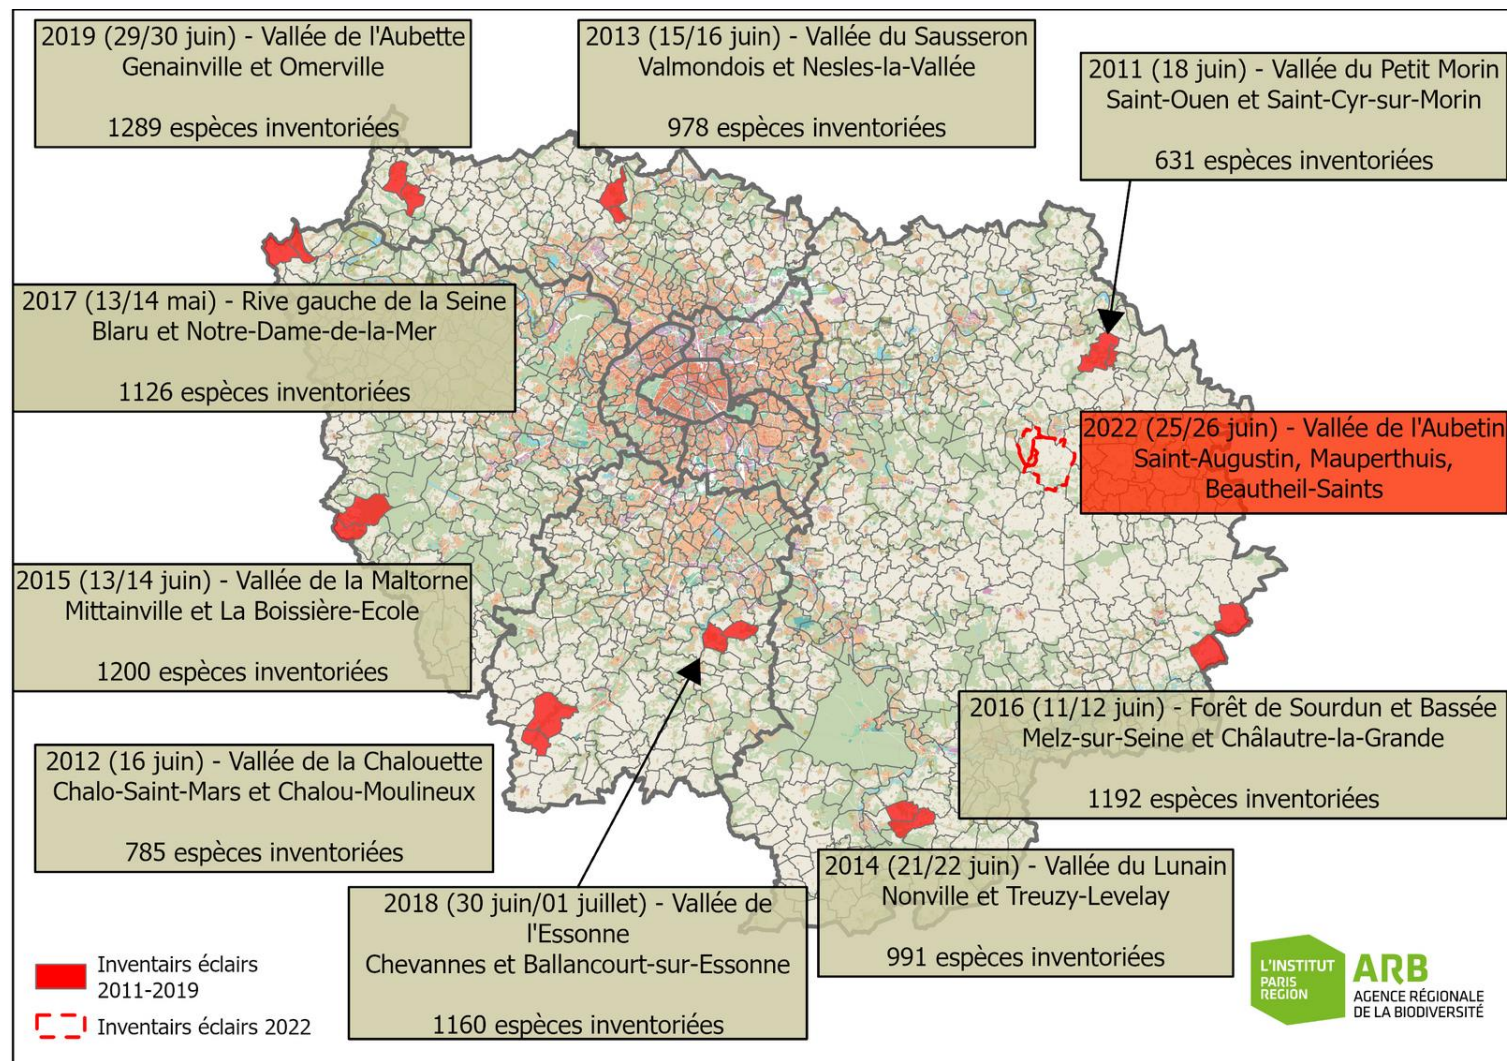 2019 (29/30 juin) - Vallée de l'Aubette
Genainville et Omerville
1289 espèces inventoriées
2013 (15/16 juin) - Vallée du Sausseron
Valmondois et Nesles-la-Vallée
978 espèces inventoriées
2011 (18 juin) - Vallée du Petit Morin
Saint-Ouen et Saint-Cyr-sur-Morin
631 espèces inventoriées
2017 (13/14 mai) - Rive gauche de la Seine
Blaru et Notre-Dame-de-la-Mer
1126 espèces inventoriées
2022 (25/26 juin) - Vallée de l'Aubetin
Saint-Augustin, Mauperthuis,
Beautheil-Saints
2015 (13/14 juin) - Vallée de la Maltorne
Mittainville et La Boissière-Ecole
1200 espèces inventoriées
2016 (11/12 juin) - Forêt de Sourdun et Bassée
Melz-sur-Seine et Châlautre-la-Grande
1192 espèces inventoriées
2012 (16 juin) - Vallée de la Chalouette
Chalo-Saint-Mars et Chalou-Moulineux
785 espèces inventoriées
2014 (21/22 juin) - Vallée du Lunain
Nonville et Treuzy-Levelay
991 espèces inventoriées
2018 (30 juin/01 juillet) - Vallée de
l'Essonne
Chevannes et Ballancourt-sur-Essonne
1160 espèces inventoriées
Inventairs éclairs
2011-2019
Inventairs éclairs 2022
L'INSTITUT
PARIS
REGION
ARB
AGENCE RÉGIONALE
DE LA BIODIVERSITÉ